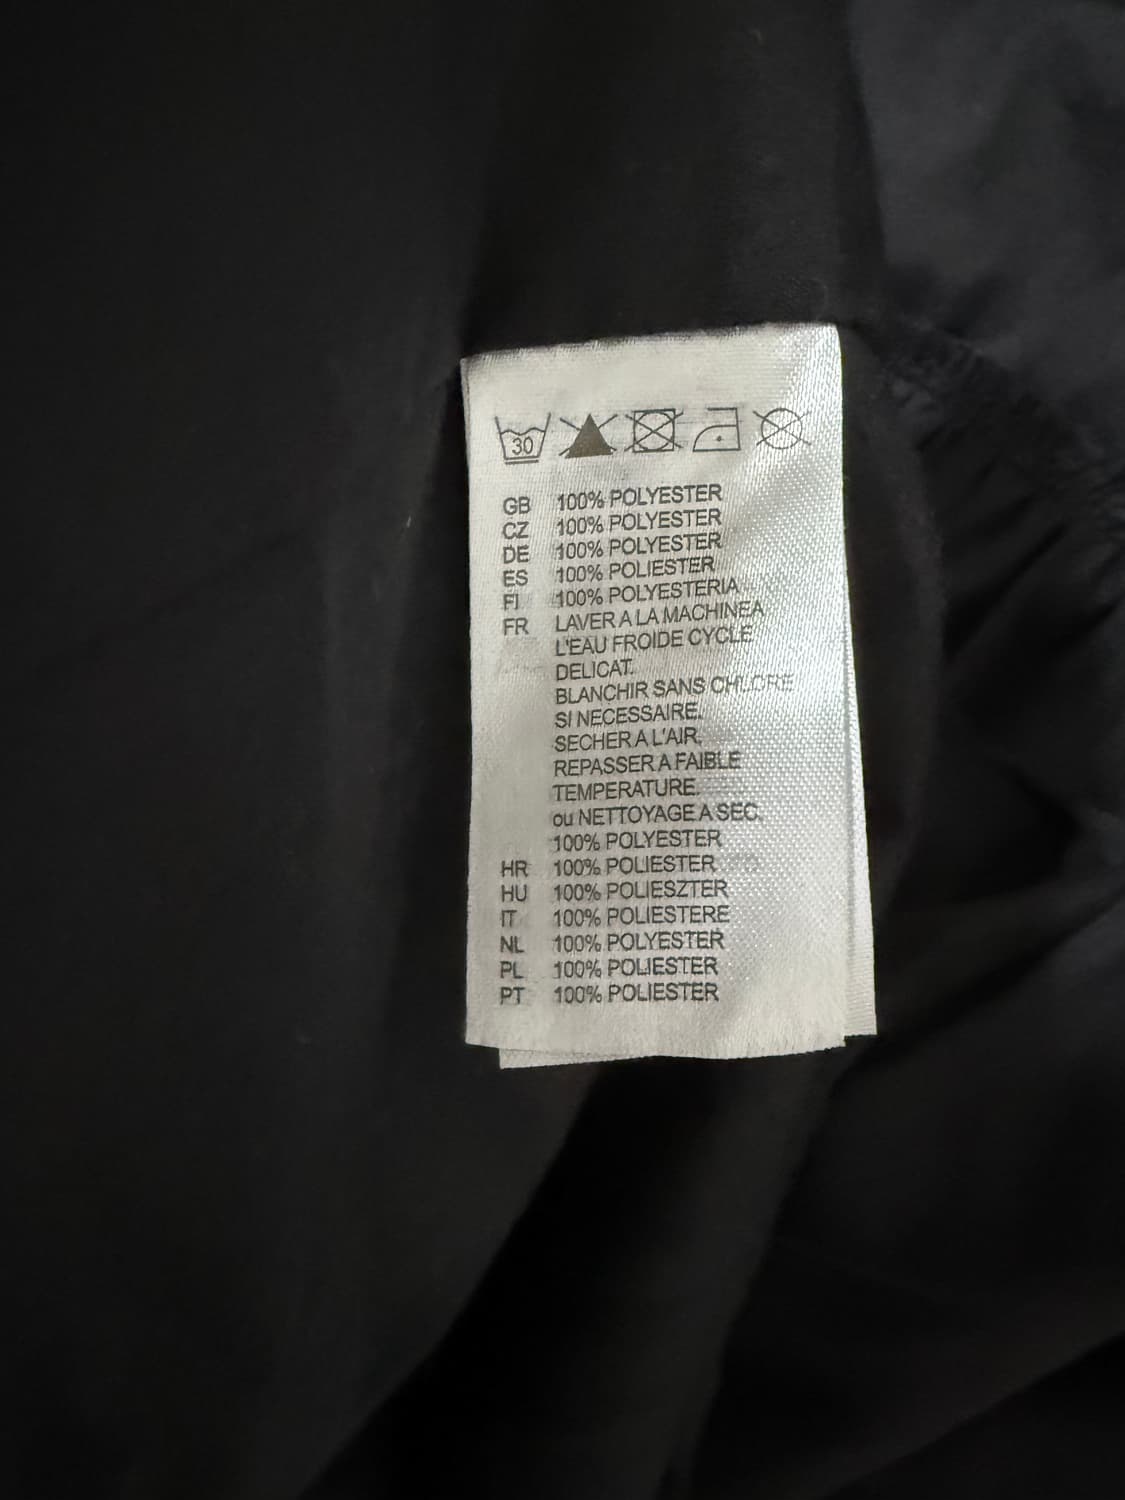 30
GB 100% POLYESTER
CZ 100% POLYESTER
DE 100% POLYESTER
ES 100% POLIESTER
FI 100% POLYESTERIA
FR LAVER A LA MACHINEA
L'EAU FROIDE CYCLE
DELICAT.
BLANCHIR SANS CHLORE
SI NECESSAIRE.
SECHER A L'AIR.
REPASSER A FAIBLE
TEMPERATURE.
ou NETTOYAGE A SEC.
100% POLYESTER
HR 100% POLIESTER
HU 100% POLIESZTER
IT 100% POLIESTERE
NL 100% POLYESTER
PL 100% POLIESTER
PT 100% POLIESTER